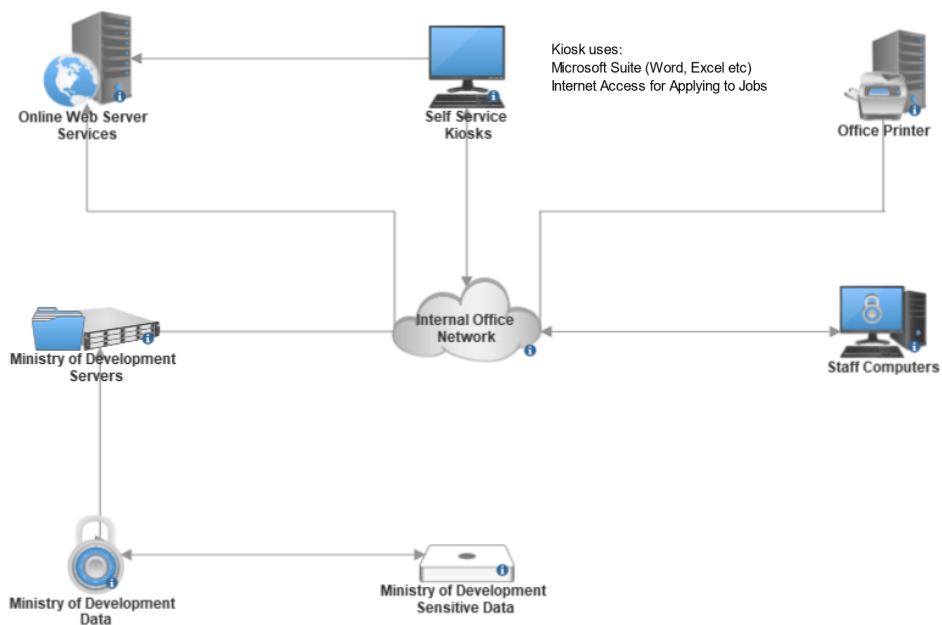 Kiosk uses:
Microsoft Suite (Word, Excel etc)
Internet Access for Applying to Jobs
Online Web Server
Services
Self Service
Kiosks
Office Printer
Internal Office
Network
Ministry of Development
Servers
Staff Computers
Ministry of Development
Data
Ministry of Development
Sensitive Data